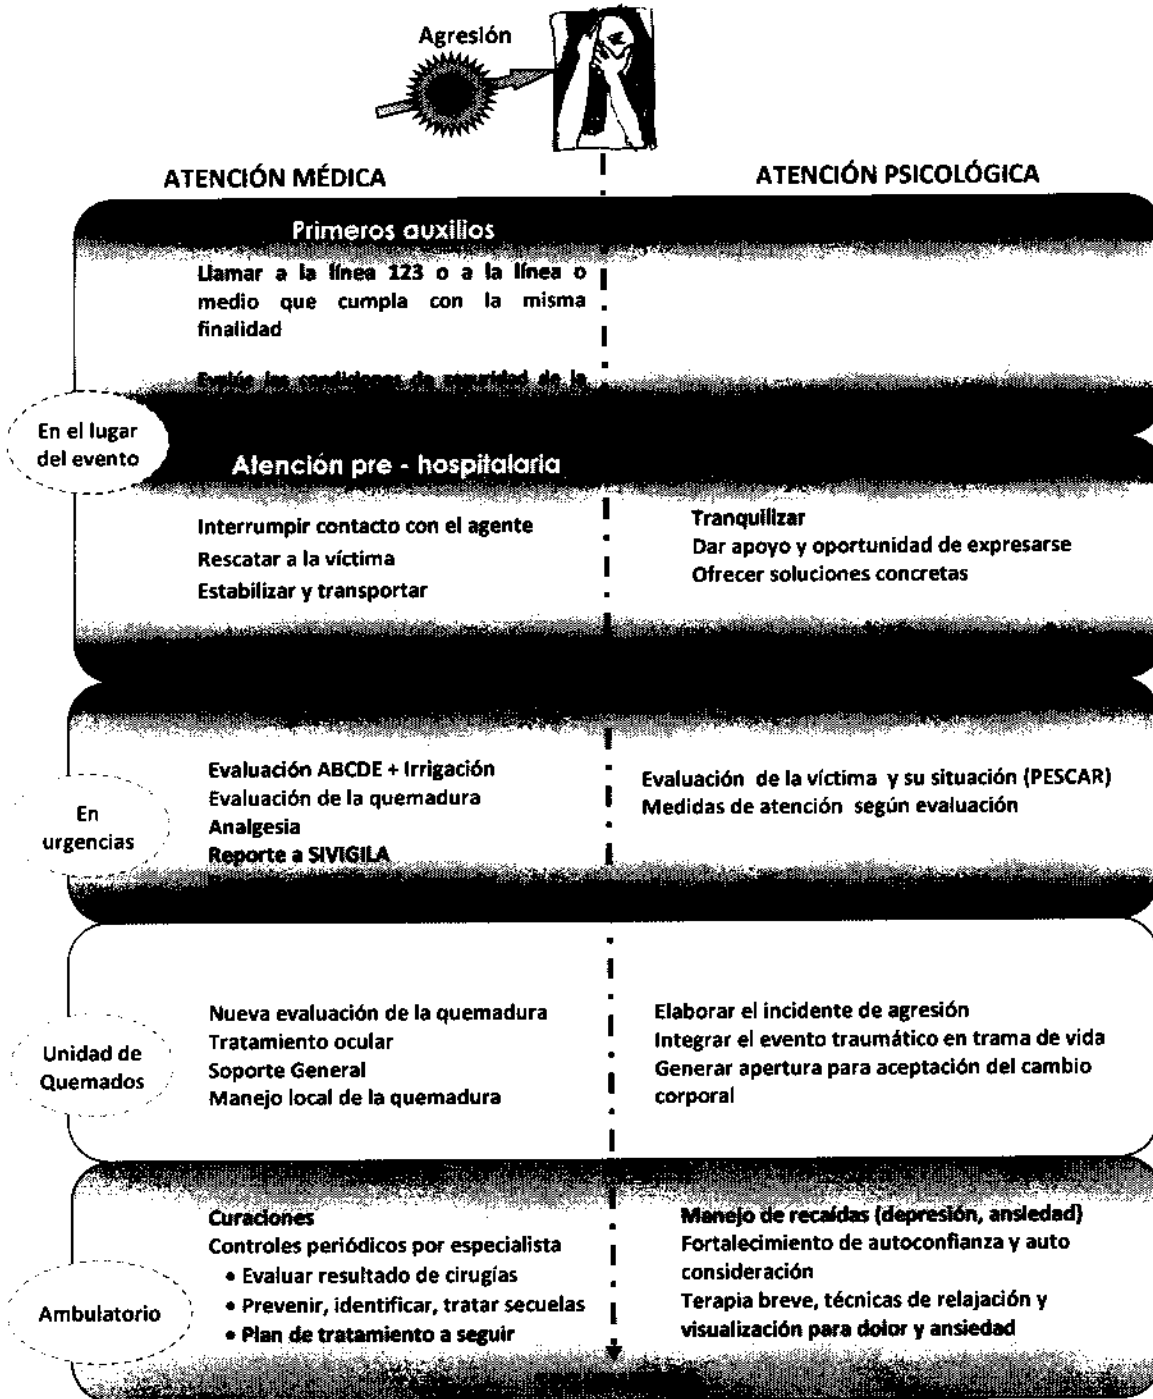 Agresión
ATENCIÓN MÉDICA
ATENCIÓN PSICOLÓGICA
Primeros auxilios
Llamar a la línea 123 o a la línea o
medio que cumpla con la misma
finalidad
las condiciones de seguridad de la
En el lugar
del evento
Atención pre - hospitalaria
Interrumpir contacto con el agente
Rescatar a la víctima
Estabilizar y transportar
Tranquilizar
Dar apoyo y oportunidad de expresarse
Ofrecer soluciones concretas
En
urgencias
Evaluación ABCDE + Irrigación
Evaluación de la quemadura
Analgesia
Reporte a SIVIGILA
Evaluación de la víctima y su situación (PESCAR)
Medidas de atención según evaluación
Unidad de
Quemados
Nueva evaluación de la quemadura
Tratamiento ocular
Soporte General
Manejo local de la quemadura
Elaborar el incidente de agresión
Integrar el evento traumático en trama de vida
Generar apertura para aceptación del cambio
corporal
Ambulatorio
Curaciones
Controles periódicos por especialista
• Evaluar resultado de cirugías
• Prevenir, identificar, tratar secuelas
• Plan de tratamiento a seguir
Manejo de recaídas (depresión, ansiedad)
Fortalecimiento de autoconfianza y auto
consideración
Terapia breve, técnicas de relajación y
visualización para dolor y ansiedad